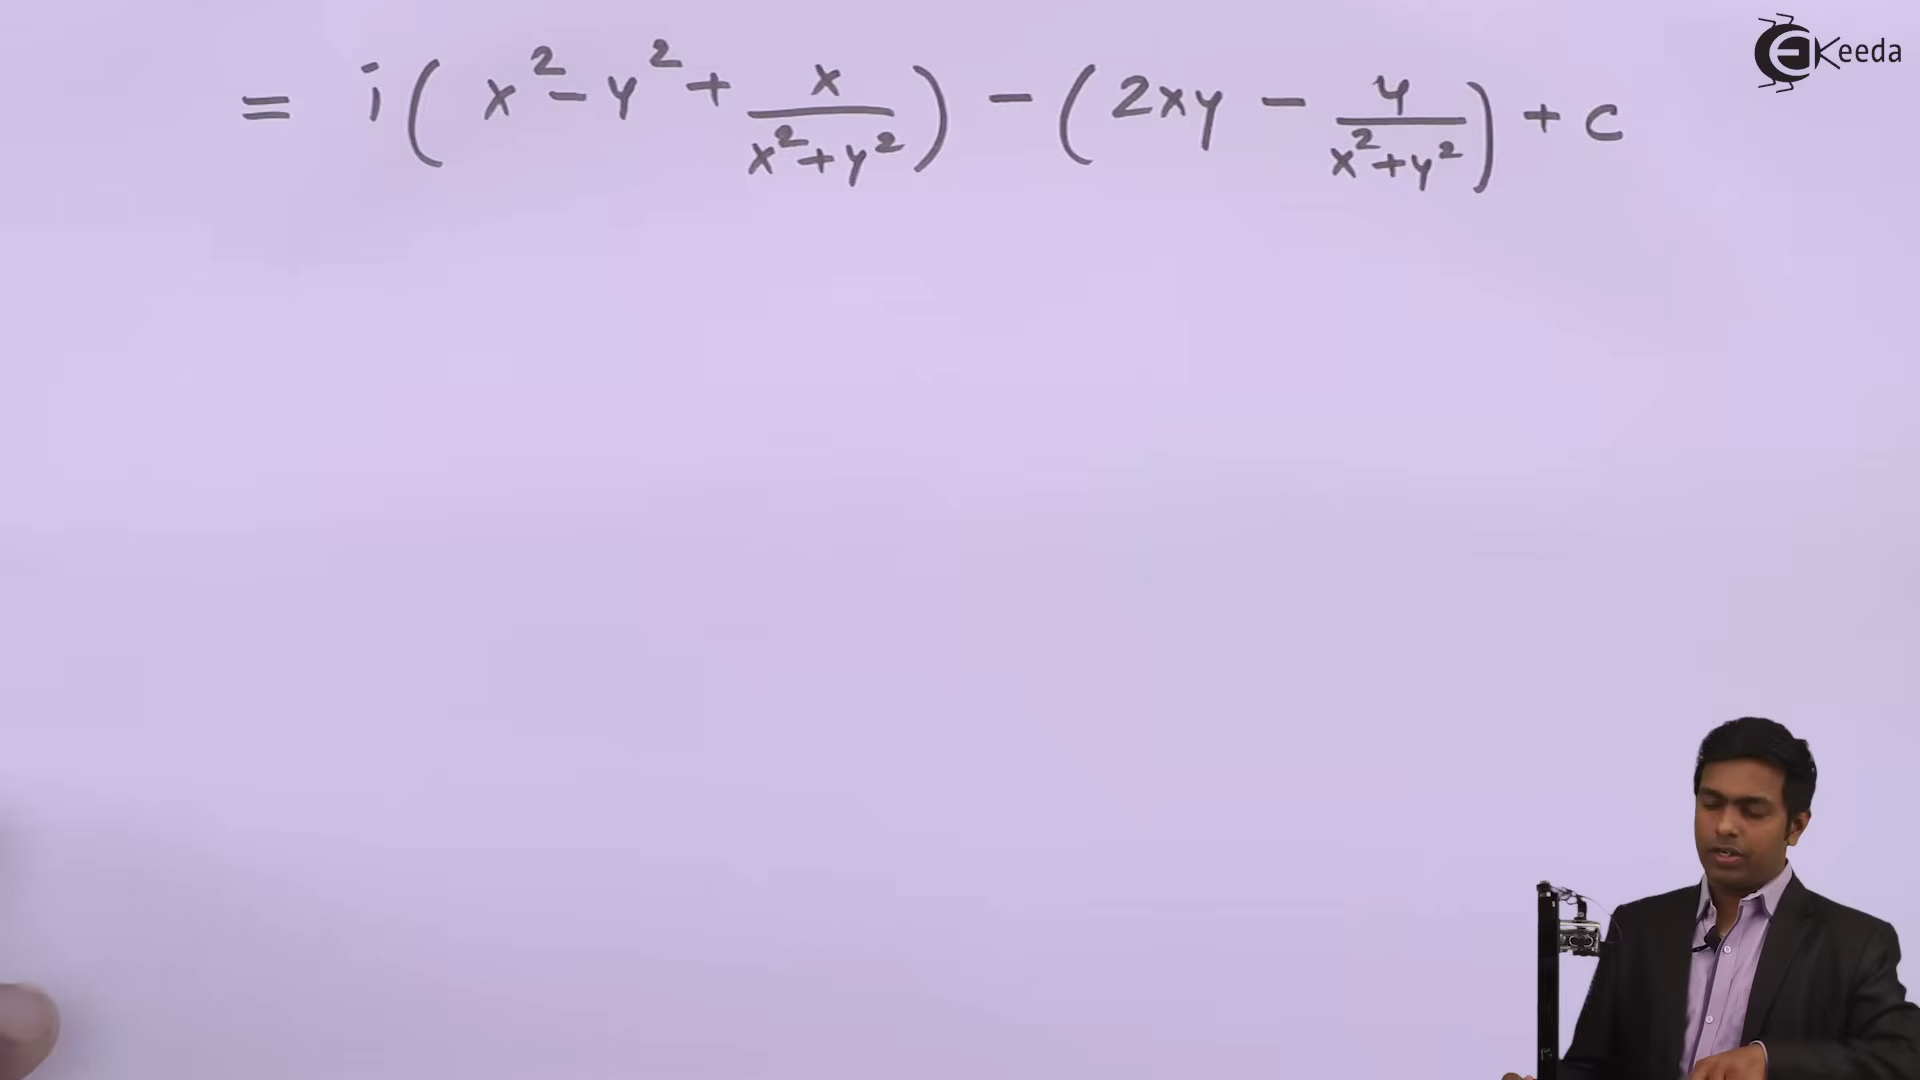 = i ( x² - y² + x/(x² + y²) ) - ( 2xy - y/(x² + y²) ) + c
eKeeda